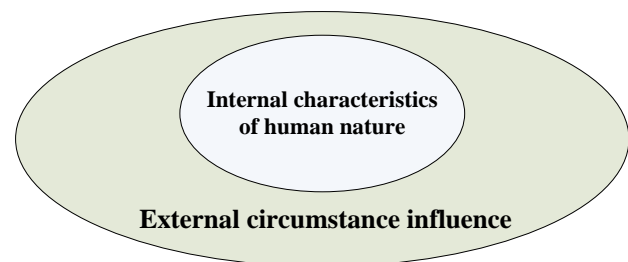 Internal characteristics
of human nature
External circumstance influence